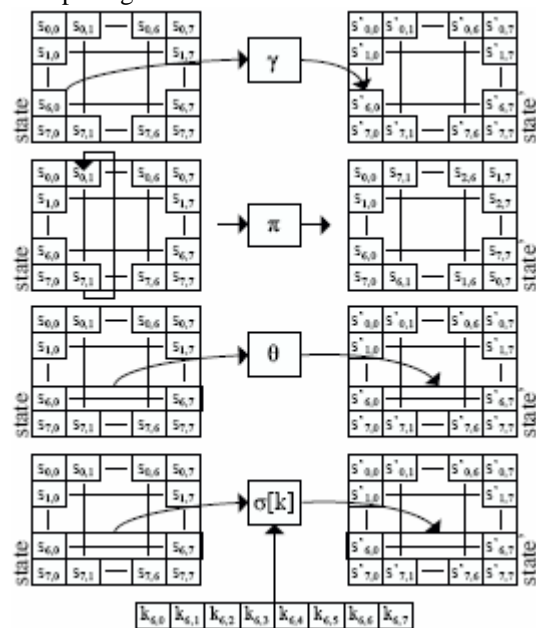 s0,0 s0,1 s0,6 s0,7 s'0,0 s'0,1 s'0,6 s'0,7
s1,0 s1,7 γ s'1,0 s'1,7
s6,0 s6,7 s'6,0 s'6,7
s7,0 s7,1 s7,6 s7,7 s'7,0 s'7,1 s'7,6 s'7,7
state state'
s0,0 s0,1 s0,6 s0,7 s0,0 s7,1 s2,6 s1,7
s1,0 s1,7 π s1,0 s2,7
s6,0 s6,7 s6,0 s7,7
s7,0 s7,1 s7,6 s7,7 s7,0 s6,1 s1,6 s0,7
state state'
s0,0 s0,1 s0,6 s0,7 s'0,0 s'0,1 s'0,6 s'0,7
s1,0 s1,7 θ s'1,0 s'1,7
s6,0 s6,7 s'6,0 s'6,7
s7,0 s7,1 s7,6 s7,7 s'7,0 s'7,1 s'7,6 s'7,7
state state'
s0,0 s0,1 s0,6 s0,7 s'0,0 s'0,1 s'0,6 s'0,7
s1,0 s1,7 σ[k] s'1,0 s'1,7
s6,0 s6,7 s'6,0 s'6,7
s7,0 s7,1 s7,6 s7,7 s'7,0 s'7,1 s'7,6 s'7,7
state state'
k6,0 k6,1 k6,2 k6,3 k6,4 k6,5 k6,6 k6,7